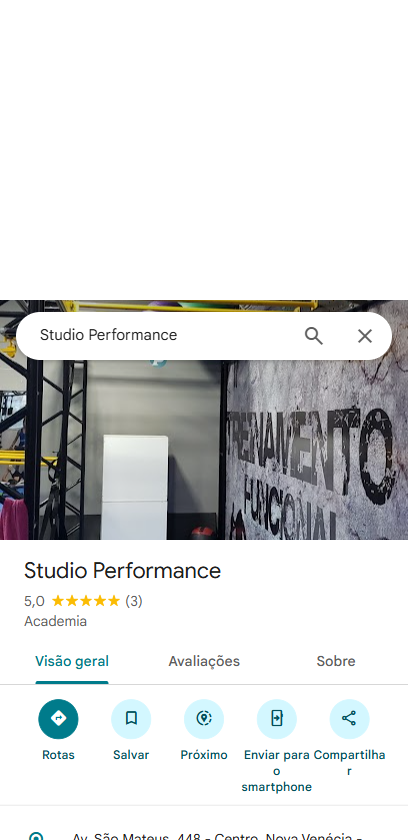 Studio Performance
TREINAMENTO
FUNCIONAL
Studio Performance
5,0 (3)
Academia
Visão geral Avaliações Sobre
Rotas Salvar Próximo Enviar para o smartphone Compartilhar
Av. São Mateus, 448 - Centro, Nova Venécia -